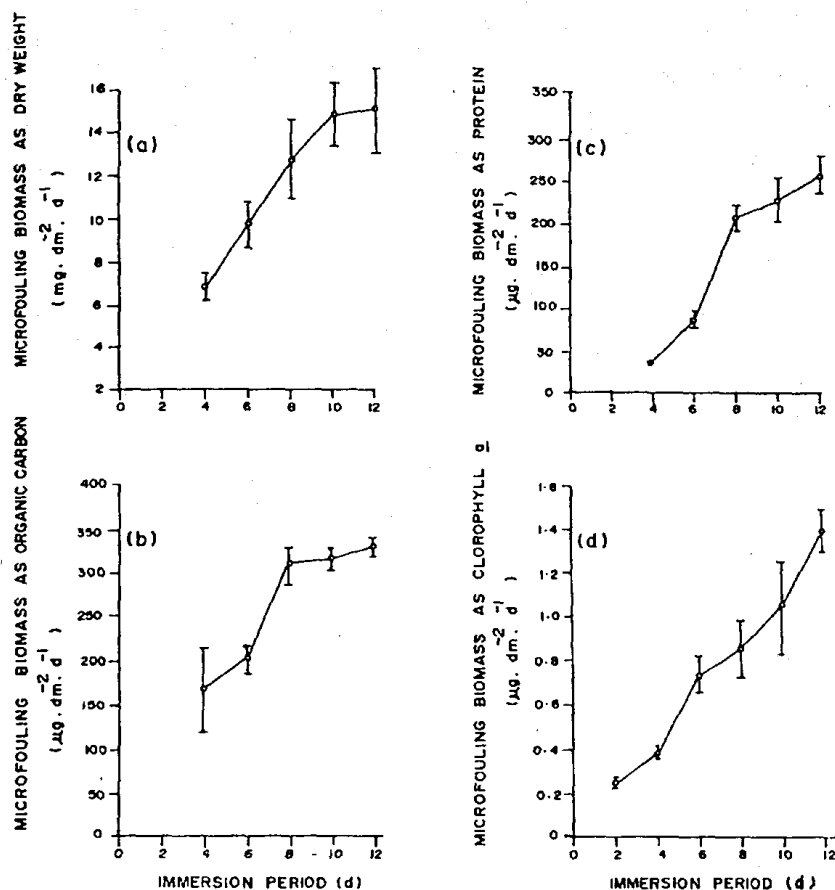 MICROFOULING BIOMASS AS DRY WEIGHT
(mg. dm.⁻² d⁻¹)
(a)
16
14
12
10
8
6
4
2
0 2 4 6 8 10 12
MICROFOULING BIOMASS AS PROTEIN
(µg. dm.⁻² d⁻¹)
(c)
350
300
250
200
150
100
50
0
0 2 4 6 8 10 12
MICROFOULING BIOMASS AS ORGANIC CARBON
(µg. dm.⁻² d⁻¹)
(b)
400
350
300
250
200
150
100
50
0
0 2 4 6 8 10 12
IMMERSION PERIOD (d)
MICROFOULING BIOMASS AS CLOROPHYLL a
(µg. dm.⁻² d⁻¹)
(d)
1·6
1·4
1·2
1·0
0·8
0·6
0·4
0·2
0
2 4 6 8 10 12
IMMERSION PERIOD (d)